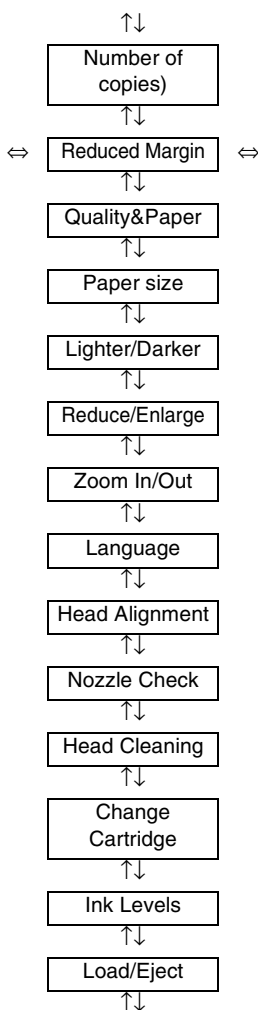 ↑↓
Number of
copies)
↑↓
⇔ Reduced Margin ⇔
↑↓
Quality&Paper
↑↓
Paper size
↑↓
Lighter/Darker
↑↓
Reduce/Enlarge
↑↓
Zoom In/Out
↑↓
Language
↑↓
Head Alignment
↑↓
Nozzle Check
↑↓
Head Cleaning
↑↓
Change
Cartridge
↑↓
Ink Levels
↑↓
Load/Eject
↑↓